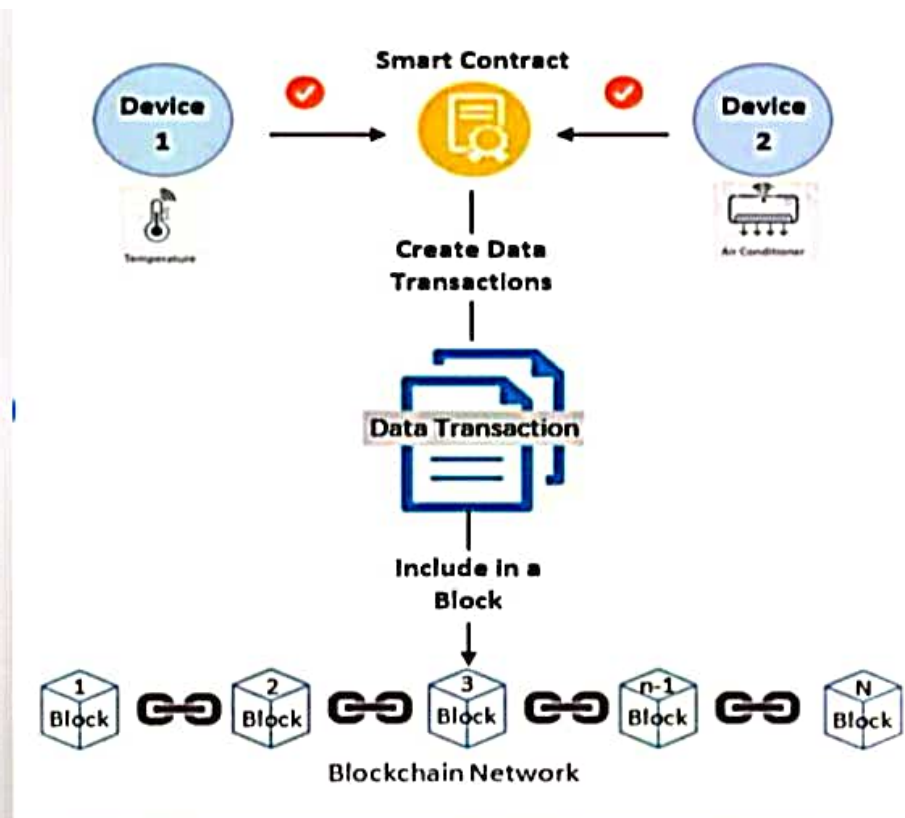 Smart Contract
Device
1
Device
2
Temperature
Air Conditioner
Create Data
Transactions
Data Transaction
Include in a
Block
1
Block
2
Block
3
Block
n-1
Block
N
Block
Blockchain Network